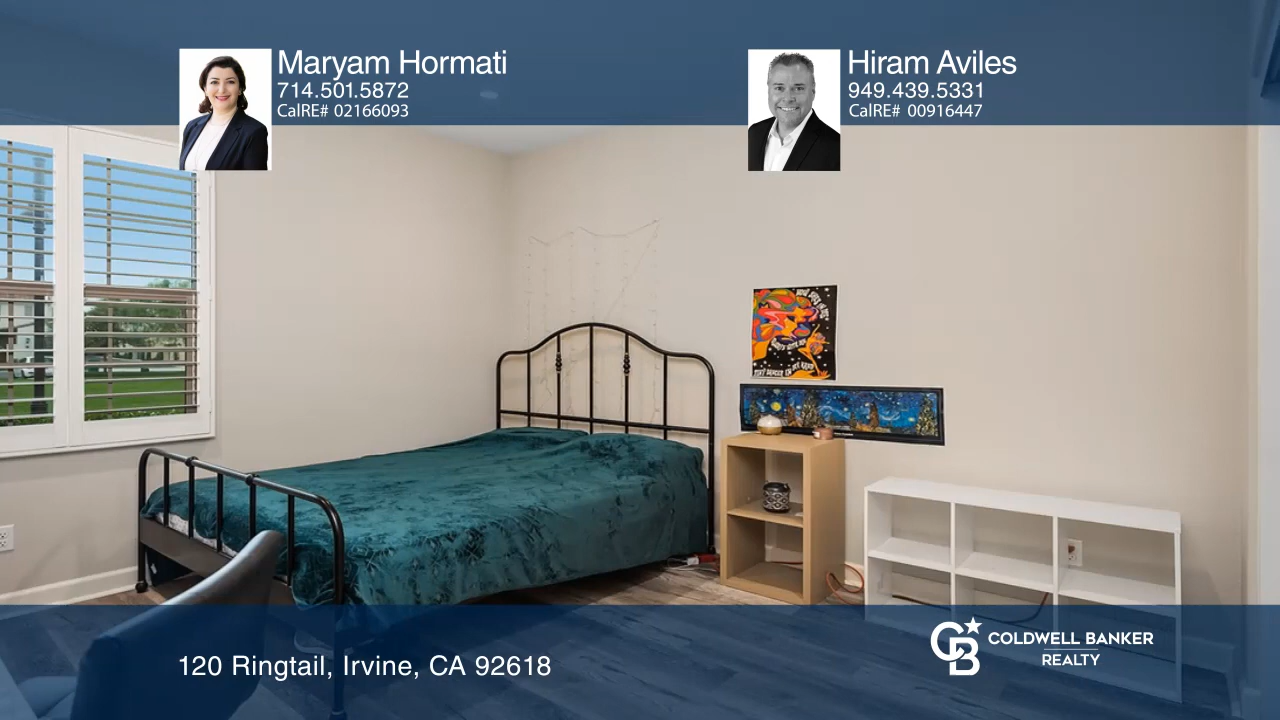 Maryam Hormati
714.501.5872
CalRE# 02166093
Hiram Aviles
949.439.5331
CalRE# 00916447
120 Ringtail, Irvine, CA 92618
CB
COLDWELL BANKER
REALTY